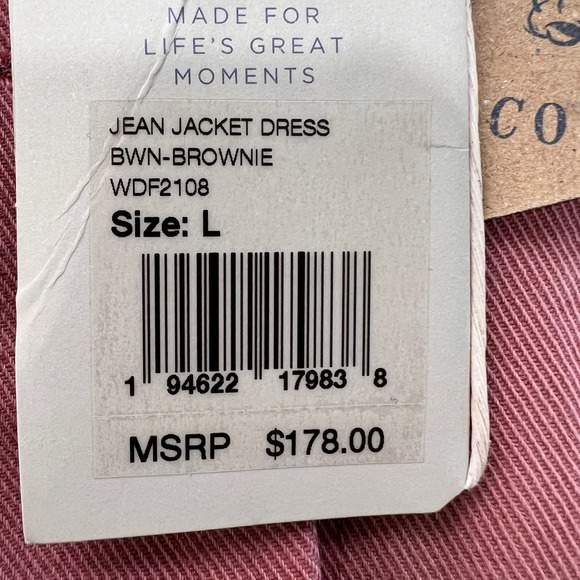 MADE FOR
LIFE'S GREAT
MOMENTS
JEAN JACKET DRESS
BWN-BROWNIE
WDF2108
Size: L
1 94622 17983 8
MSRP $178.00
CO